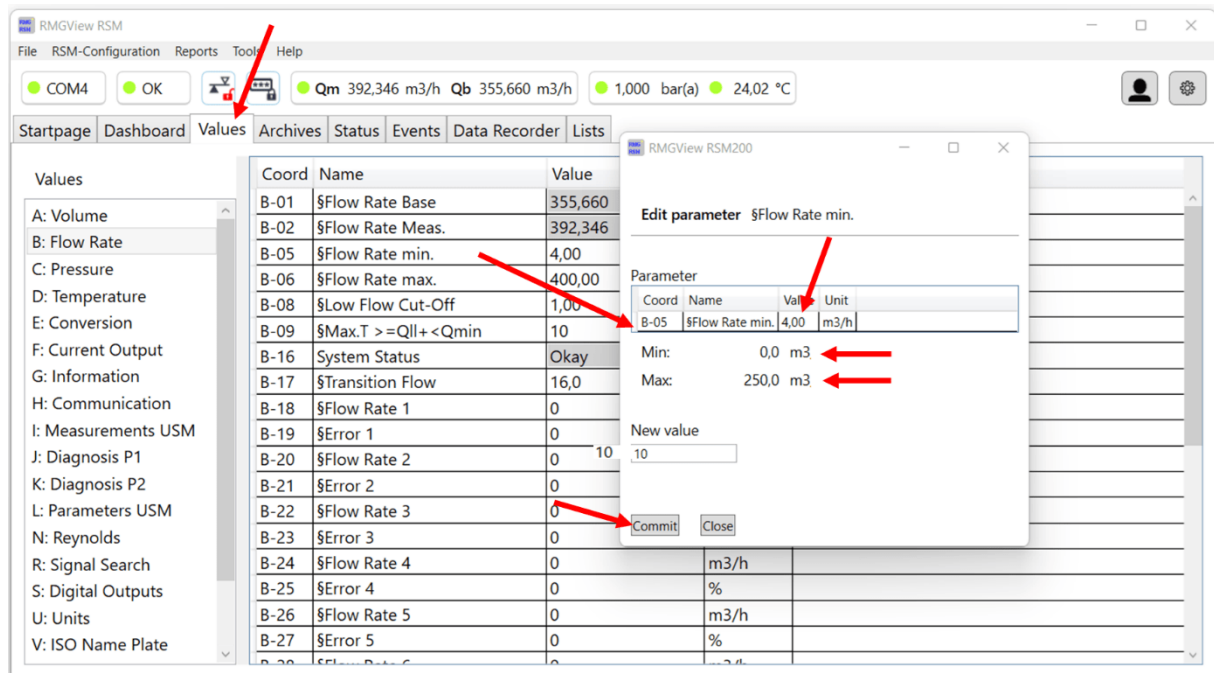 RMGView RSM
File RSM-Configuration Reports Tools Help
COM4 OK *** Qm 392,346 m3/h Qb 355,660 m3/h 1,000 bar(a) 24,02 °C
Startpage Dashboard Values Archives Status Events Data Recorder Lists
Values
A: Volume
B: Flow Rate
C: Pressure
D: Temperature
E: Conversion
F: Current Output
G: Information
H: Communication
I: Measurements USM
J: Diagnosis P1
K: Diagnosis P2
L: Parameters USM
N: Reynolds
R: Signal Search
S: Digital Outputs
U: Units
V: ISO Name Plate
Coord Name Value
B-01 §Flow Rate Base 355,660
B-02 §Flow Rate Meas. 392,346
B-05 §Flow Rate min. 4,00
B-06 §Flow Rate max. 400,00
B-08 §Low Flow Cut-Off 1,00
B-09 §Max.T >=Qll+<Qmin 10
B-16 System Status Okay
B-17 §Transition Flow 16,0
B-18 §Flow Rate 1 0
B-19 §Error 1 0
B-20 §Flow Rate 2 0 10
B-21 §Error 2 0
B-22 §Flow Rate 3 0
B-23 §Error 3 0
B-24 §Flow Rate 4 0 m3/h
B-25 §Error 4 0 %
B-26 §Flow Rate 5 0 m3/h
B-27 §Error 5 0 %
RMGView RSM200
Edit parameter §Flow Rate min.
Parameter
Coord Name Value Unit
B-05 §Flow Rate min. 4,00 m3/h
Min: 0,0 m3
Max: 250,0 m3
New value
10
Commit Close